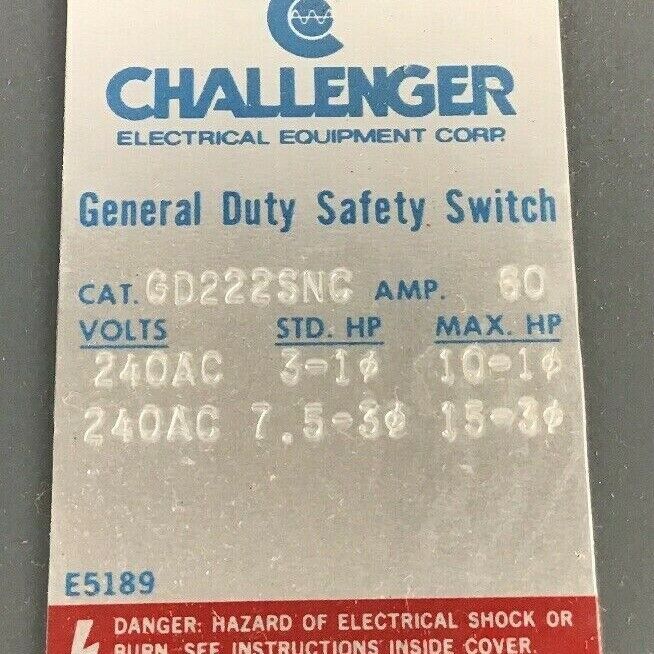 CHALLENGER
ELECTRICAL EQUIPMENT CORP.
General Duty Safety Switch
CAT. GD222SNC AMP. 60
VOLTS STD. HP MAX. HP
240AC 3-1ϕ 10-1ϕ
240AC 7.5-3ϕ 15-3ϕ
E5189
DANGER: HAZARD OF ELECTRICAL SHOCK OR
BURN. SEE INSTRUCTIONS INSIDE COVER.